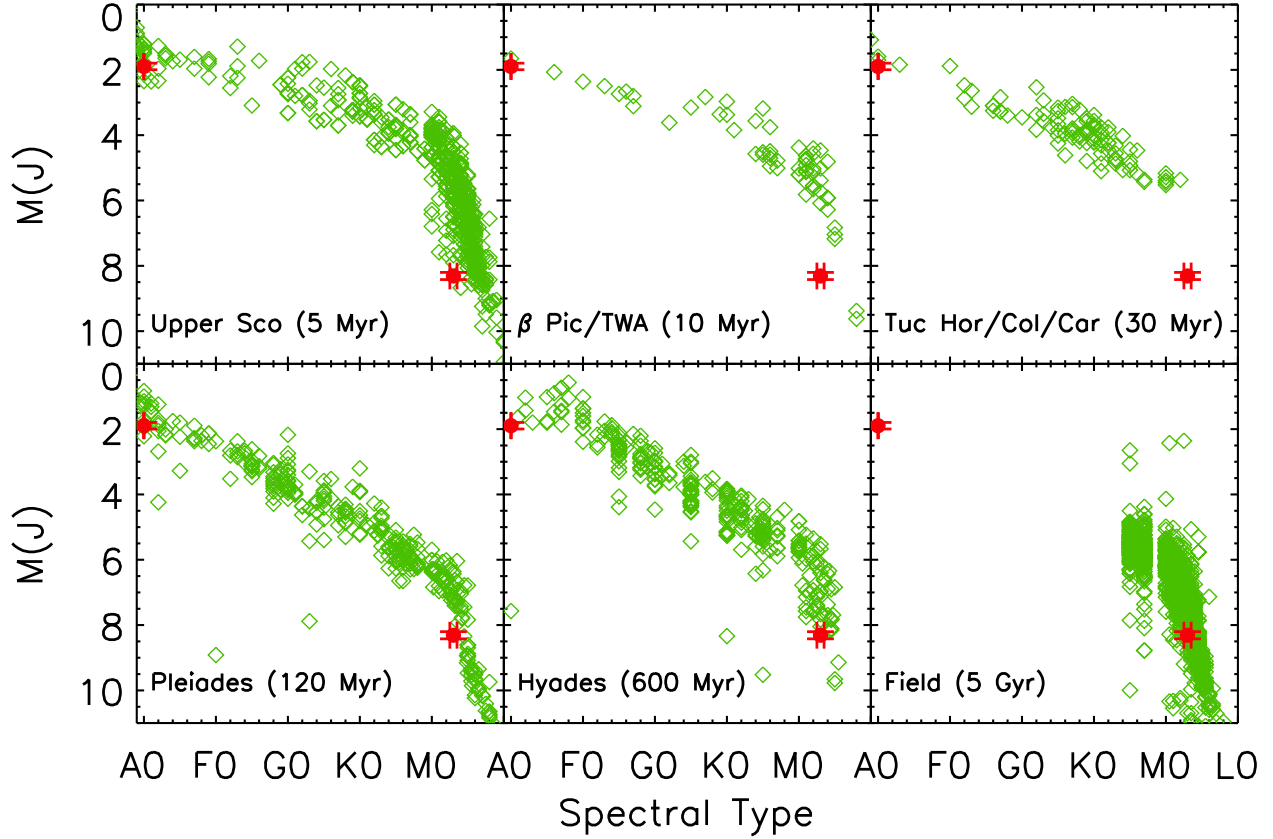 0
2
4
6
8
10
M(J)
Upper Sco (5 Myr)
β Pic/TWA (10 Myr)
Tuc Hor/Col/Car (30 Myr)
0
2
4
6
8
10
M(J)
Pleiades (120 Myr)
Hyades (600 Myr)
Field (5 Gyr)
A0 F0 G0 K0 M0 A0 F0 G0 K0 M0 A0 F0 G0 K0 M0 L0
Spectral Type